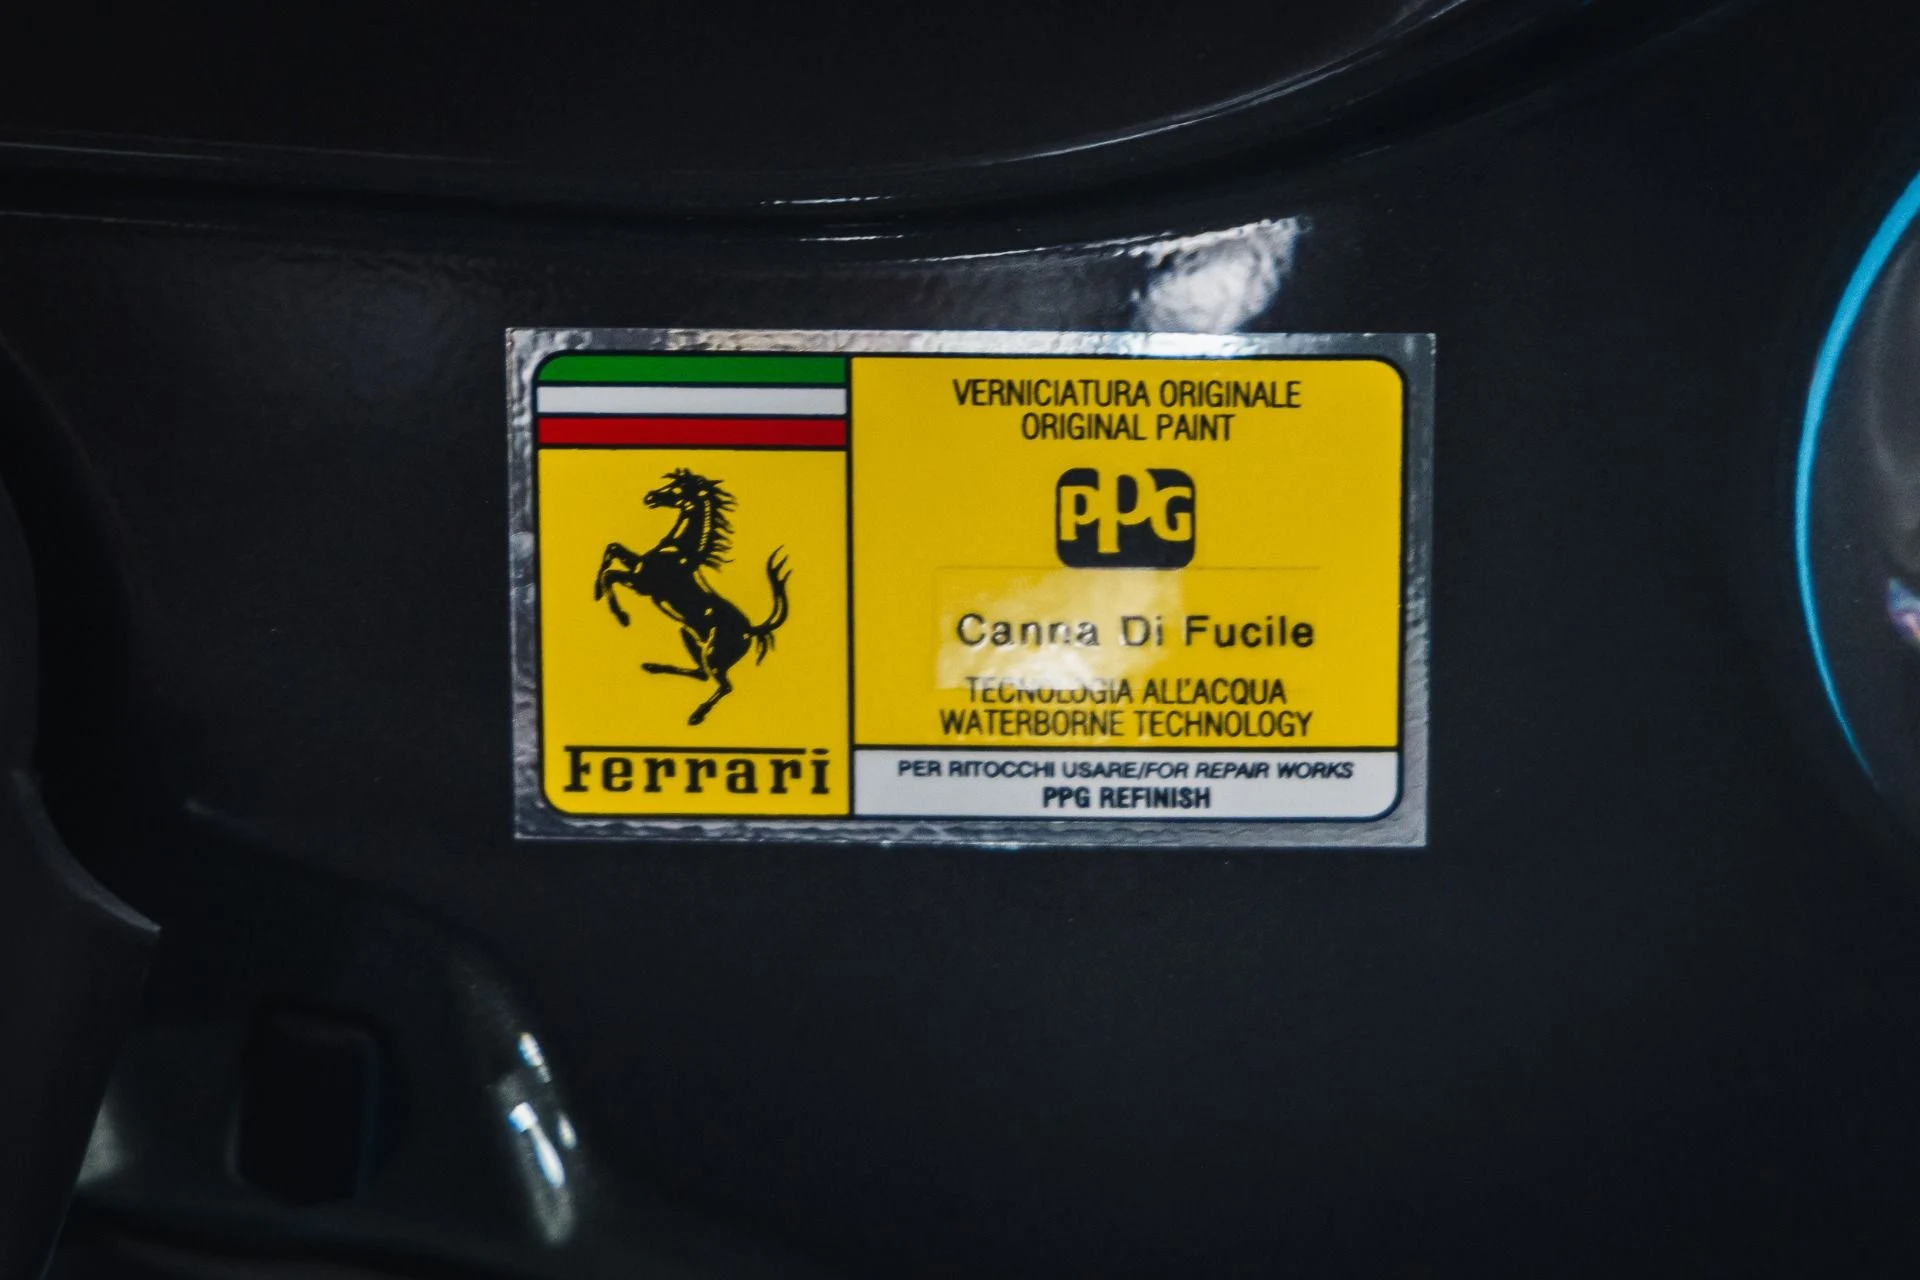 VERNICIATURA ORIGINALE
ORIGINAL PAINT
PPG
Canna Di Fucile
TECNOLOGIA ALL'ACQUA
WATERBORNE TECHNOLOGY
Ferrari
PER RITOCCHI USARE/FOR REPAIR WORKS
PPG REFINISH